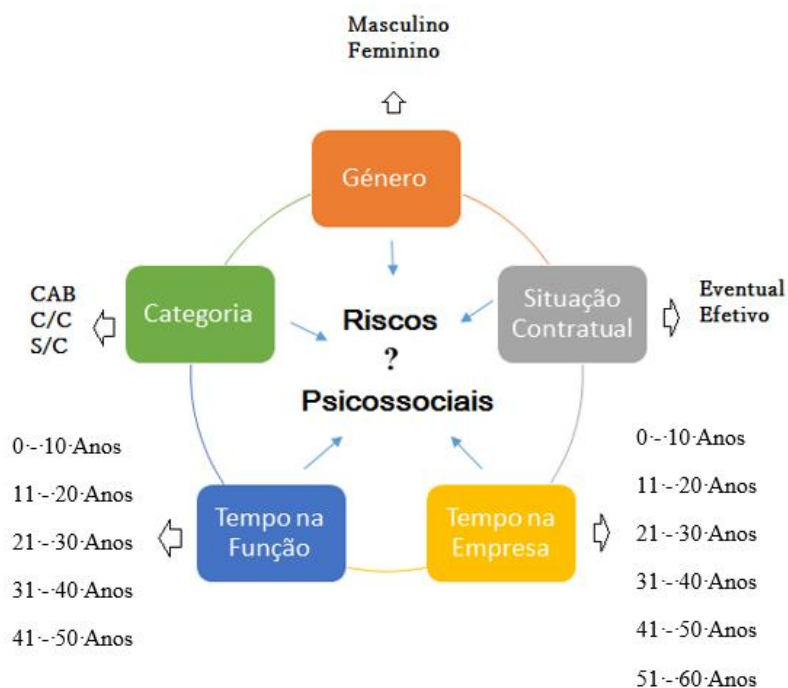 Masculino
Feminino
Género
Categoria
CAB
C/C
S/C
Situação
Contratual
Eventual
Efetivo
Riscos
?
Psicossociais
Tempo na
Função
0·-·10·Anos
11·-·20·Anos
21·-·30·Anos
31·-·40·Anos
41·-·50·Anos
Tempo na
Empresa
0·-·10·Anos
11·-·20·Anos
21·-·30·Anos
31·-·40·Anos
41·-·50·Anos
51·-·60·Anos